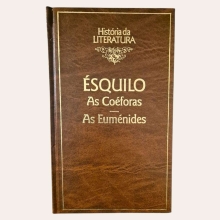 História da
LITERATURA
ÉSQUILO
As Coéforas
As Euménides